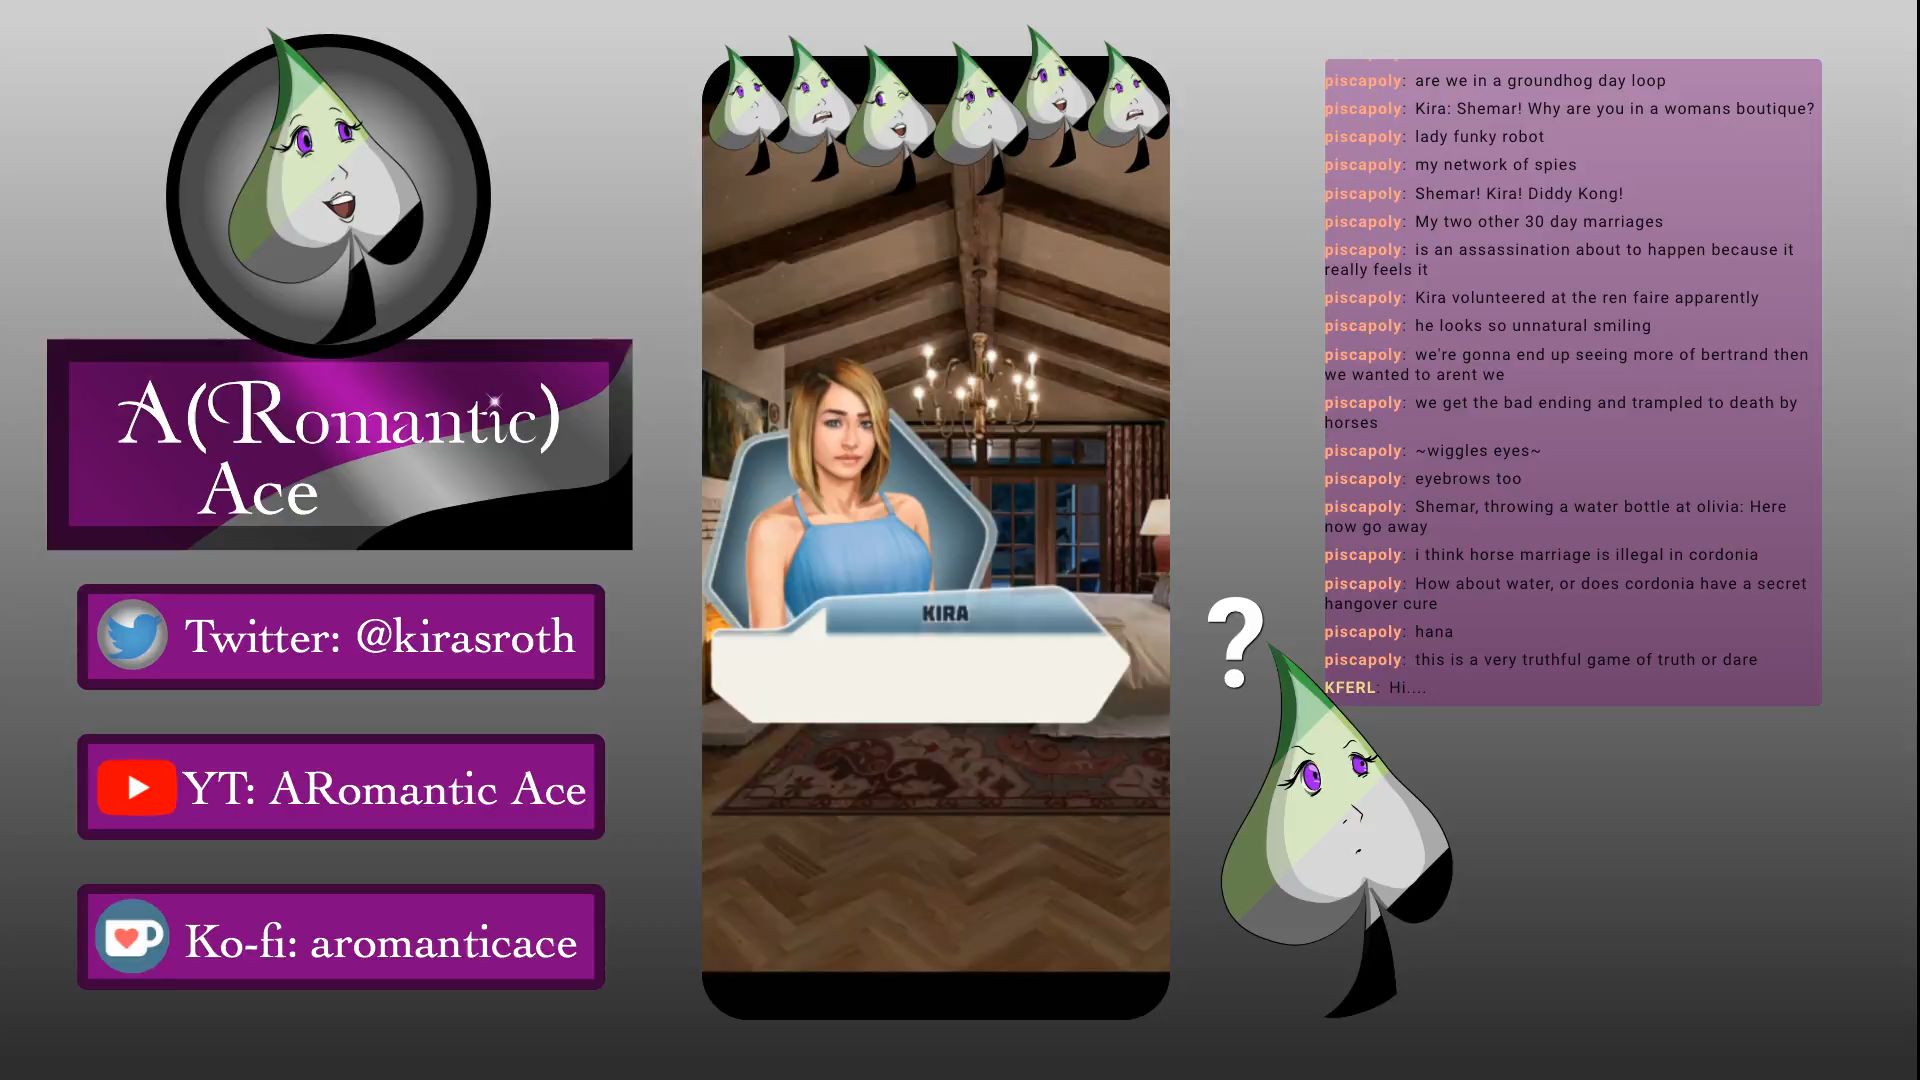 A(Romantic)
Ace
Twitter: @kirasroth
YT: ARomantic Ace
Ko-fi: aromanticace
KIRA
?
piscapoly: are we in a groundhog day loop
piscapoly: Kira: Shemar! Why are you in a womans boutique?
piscapoly: lady funky robot
piscapoly: my network of spies
piscapoly: Shemar! Kira! Diddy Kong!
piscapoly: My two other 30 day marriages
piscapoly: is an assassination about to happen because it
really feels it
piscapoly: Kira volunteered at the ren faire apparently
piscapoly: he looks so unnatural smiling
piscapoly: we're gonna end up seeing more of bertrand then
we wanted to arent we
piscapoly: we get the bad ending and trampled to death by
horses
piscapoly: ~wiggles eyes~
piscapoly: eyebrows too
piscapoly: Shemar, throwing a water bottle at olivia: Here
now go away
piscapoly: i think horse marriage is illegal in cordonia
piscapoly: How about water, or does cordonia have a secret
hangover cure
piscapoly: hana
piscapoly: this is a very truthful game of truth or dare
KFERL: Hi....